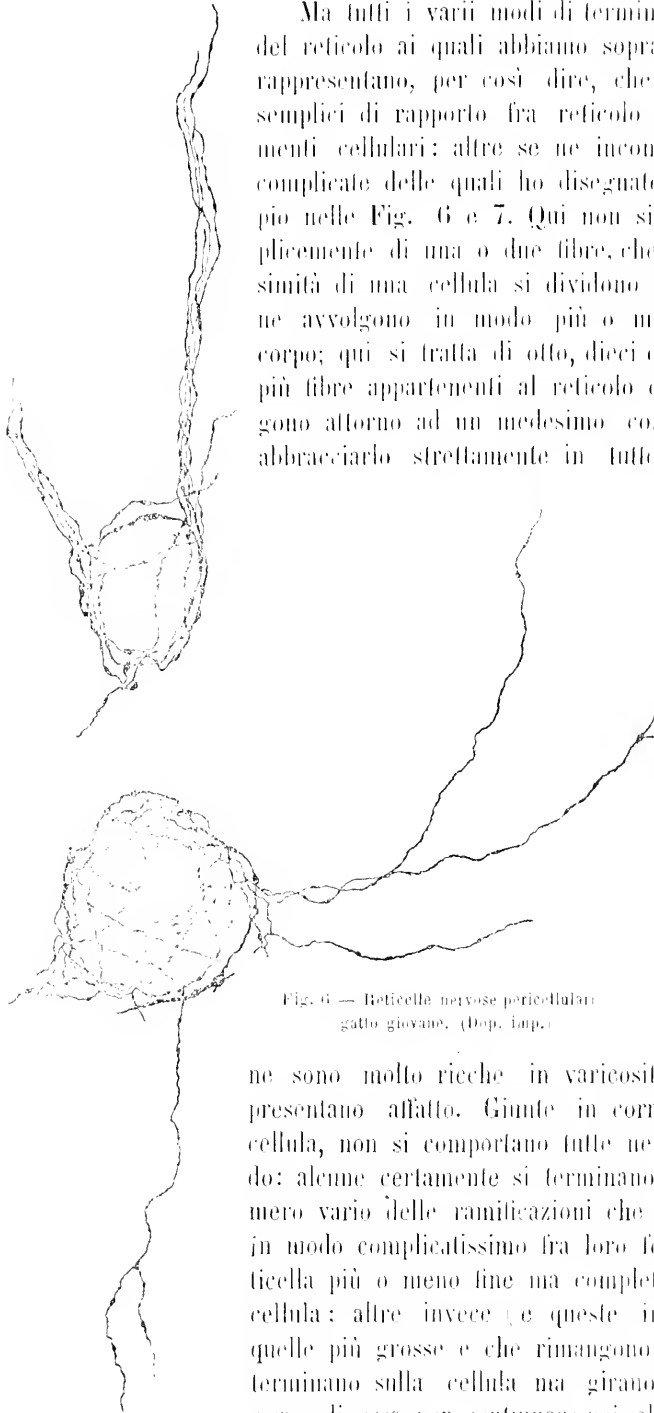 Ma tutti i varii modi di termin
del reticolo ai quali abbiamo sopra
rappresentano, per così dire, che
semplici di rapporto fra reticolo
menti cellulari: altre se ne incon
complicate delle quali ho disegnato
pio nelle Fig. 6 e 7. Qui non si
plicemente di una o due fibre, che
simità di una cellula si dividono
ne avvolgono in modo più o m
corpo; qui si tratta di otto, dieci
più fibre appartenenti al reticolo
gono attorno ad un medesimo co
abbracciarlo strettamente in tutte
Fig. 6 — Reticelle nervose pericellulari
gatto giovane. (Dop. imp.)
ne sono molto ricche in varicosit
presentano affatto. Giunte in corr
cellula, non si comportano tutte ne
do: alcune certamente si terminano
mero vario delle ramificazioni che
in modo complicatissimo fra loro fo
ticella più o meno fine ma complet
cellula: altre invece (e queste in
quelle più grosse e che rimangono
terminano sulla cellula ma girano